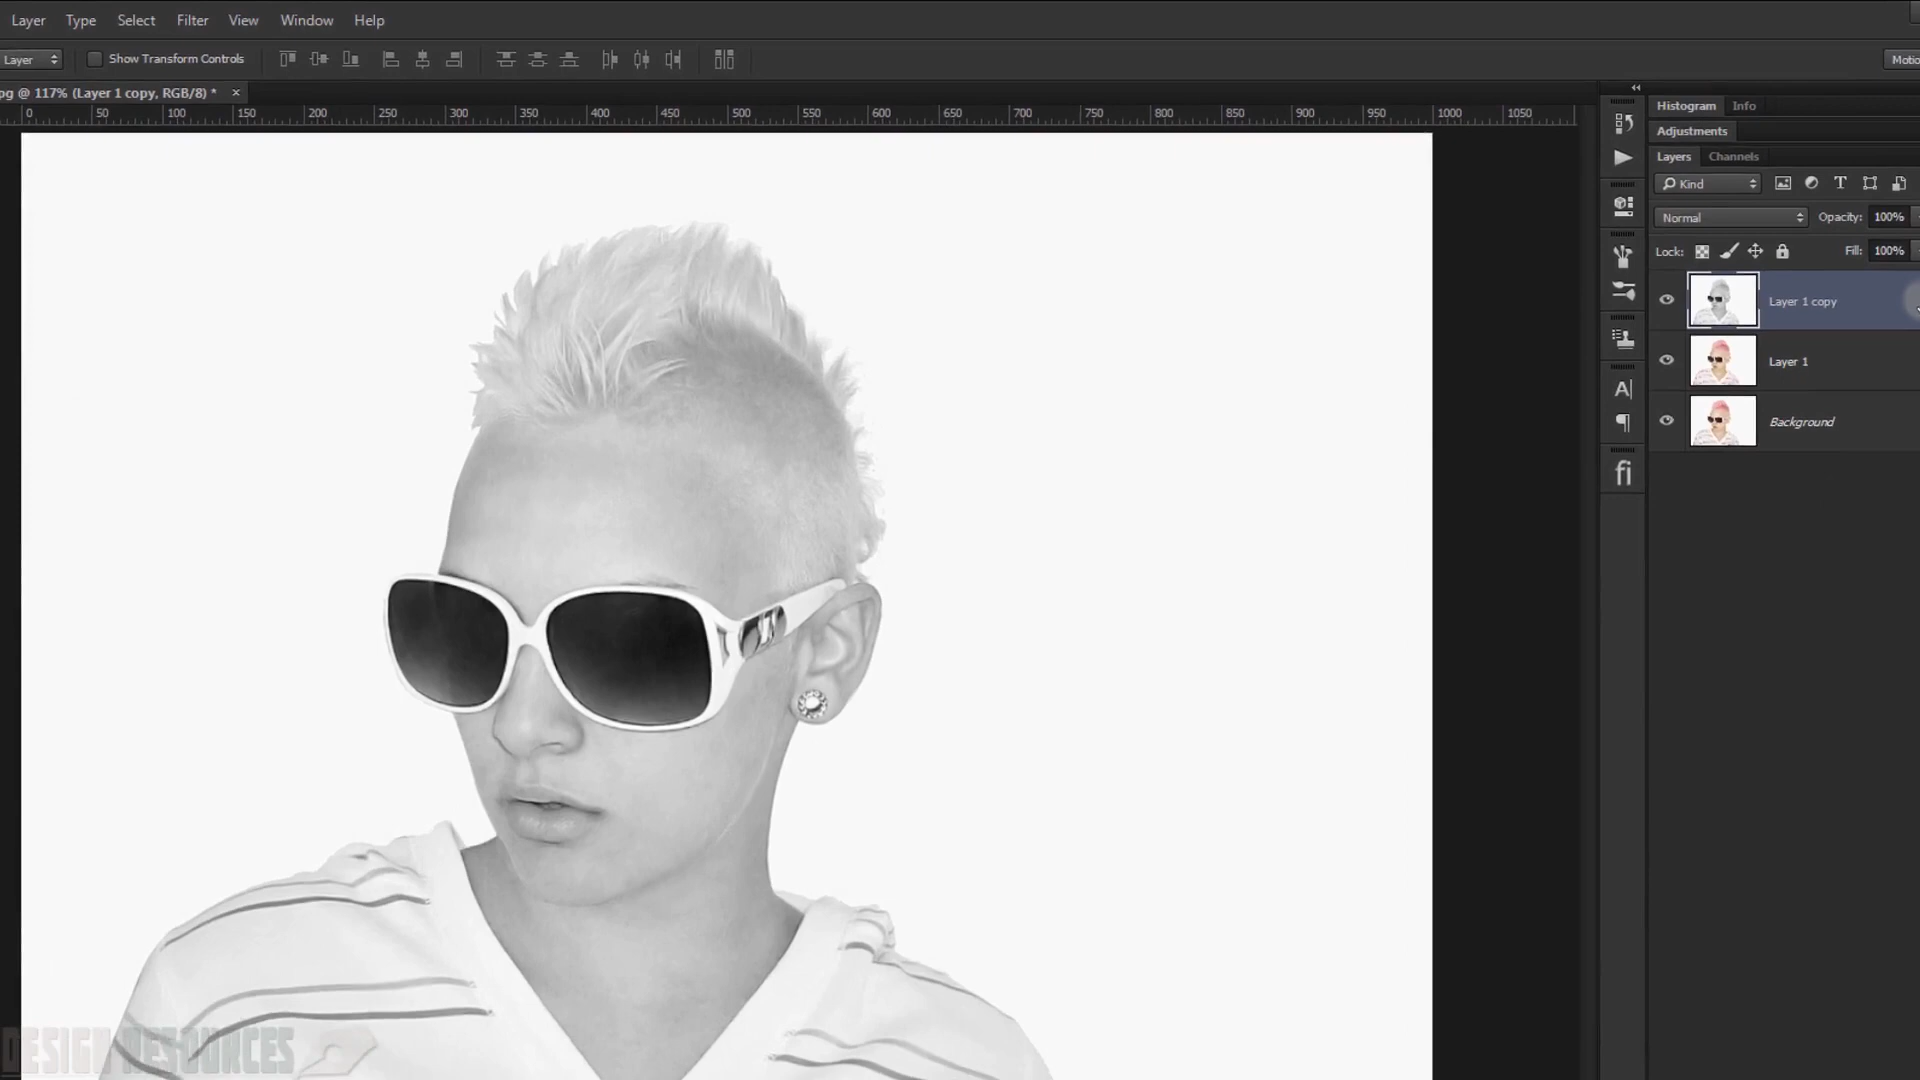 Layer Type Select Filter View Window Help
Layer Show Transform Controls Motio
pg @ 117% (Layer 1 copy, RGB/8) * ×
0 50 100 150 200 250 300 350 400 450 500 550 600 650 700 750 800 850 900 950 1000 1050
Histogram Info
Adjustments
Layers Channels
Kind
Normal Opacity: 100%
Lock: Fill: 100%
Layer 1 copy
Layer 1
Background
DESIGN RESOURCES